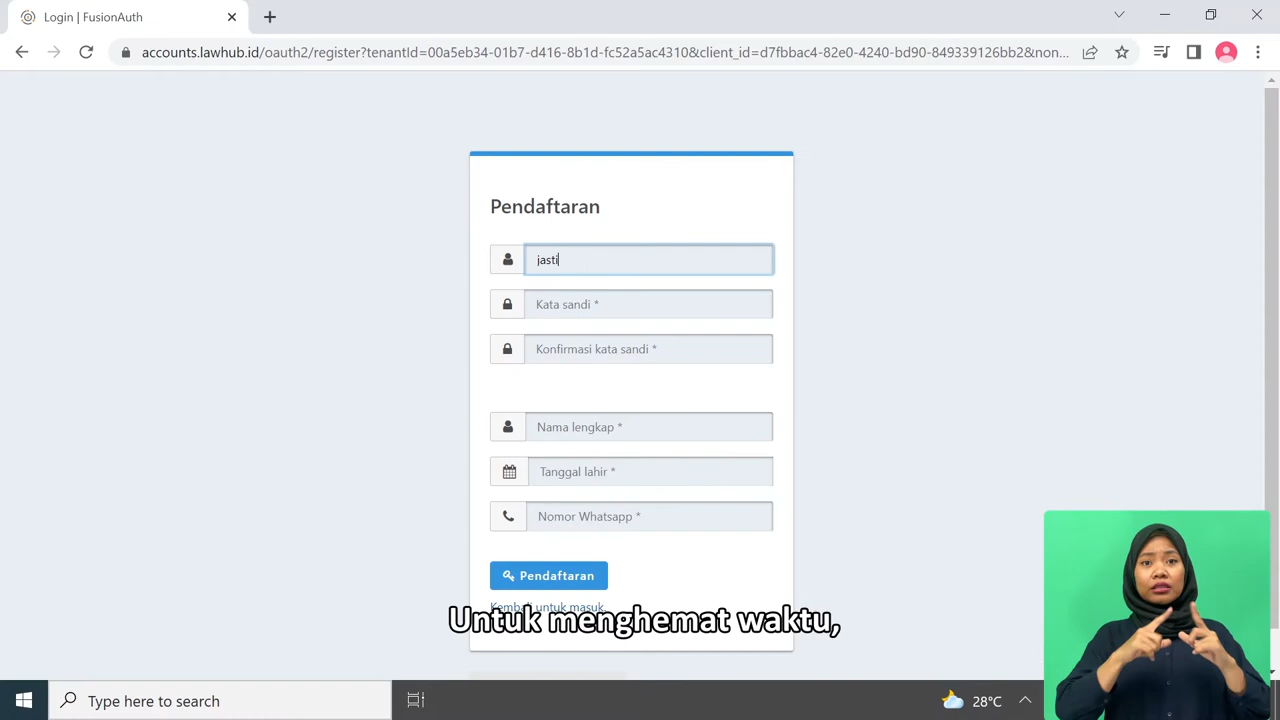 Login | FusionAuth
accounts.lawhub.id/oauth2/register?tenantId=00a5eb34-01b7-d416-8b1d-fc52a5ac4310&client_id=d7fbbac4-82e0-4240-bd90-849339126bb2&non...
Pendaftaran
jasti
Kata sandi *
Konfirmasi kata sandi *
Nama lengkap *
Tanggal lahir *
Nomor Whatsapp *
Pendaftaran
Kembali untuk masuk.
Untuk menghemat waktu,
Type here to search
28°C